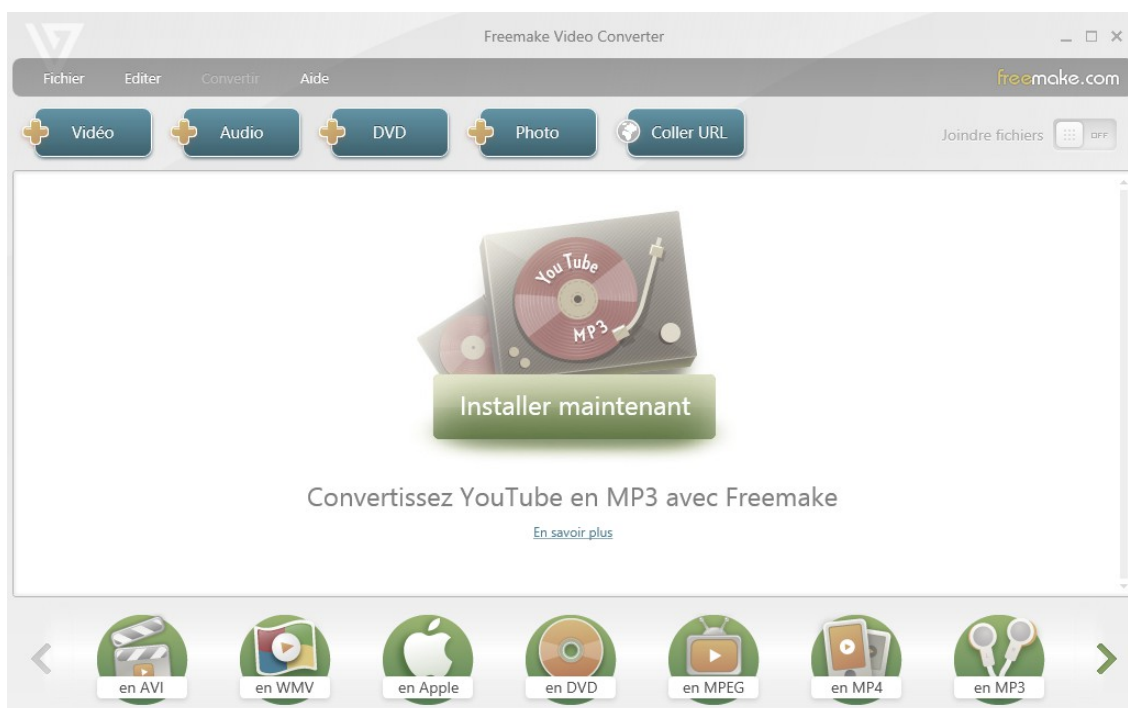 Freemake Video Converter
Fichier Editer Convertir Aide freemake.com
Vidéo Audio DVD Photo Coller URL Joindre fichiers OFF
You Tube
MP3
Installer maintenant
Convertissez YouTube en MP3 avec Freemake
En savoir plus
en AVI en WMV en Apple en DVD en MPEG en MP4 en MP3